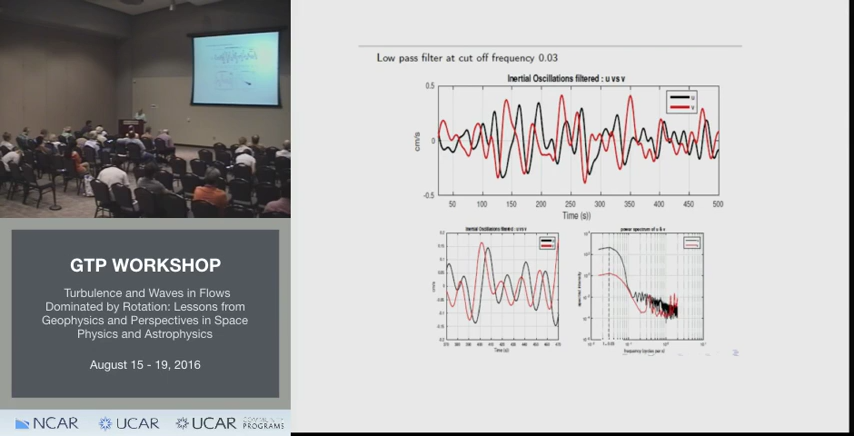 Low pass filter at cut off frequency 0.03
Inertial Oscillations filtered : u vs v
0.5
u
v
cm/s
0
-0.5
50 100 150 200 250 300 350 400 450 500
Time (s))
Inertial Oscillations filtered : u vs v
Time (s)
power spectrum of u & v
GTP WORKSHOP
Turbulence and Waves in Flows
Dominated by Rotation: Lessons from
Geophysics and Perspectives in Space
Physics and Astrophysics
August 15 - 19, 2016
NCAR
UCAR
UCAR
PROGRAMS